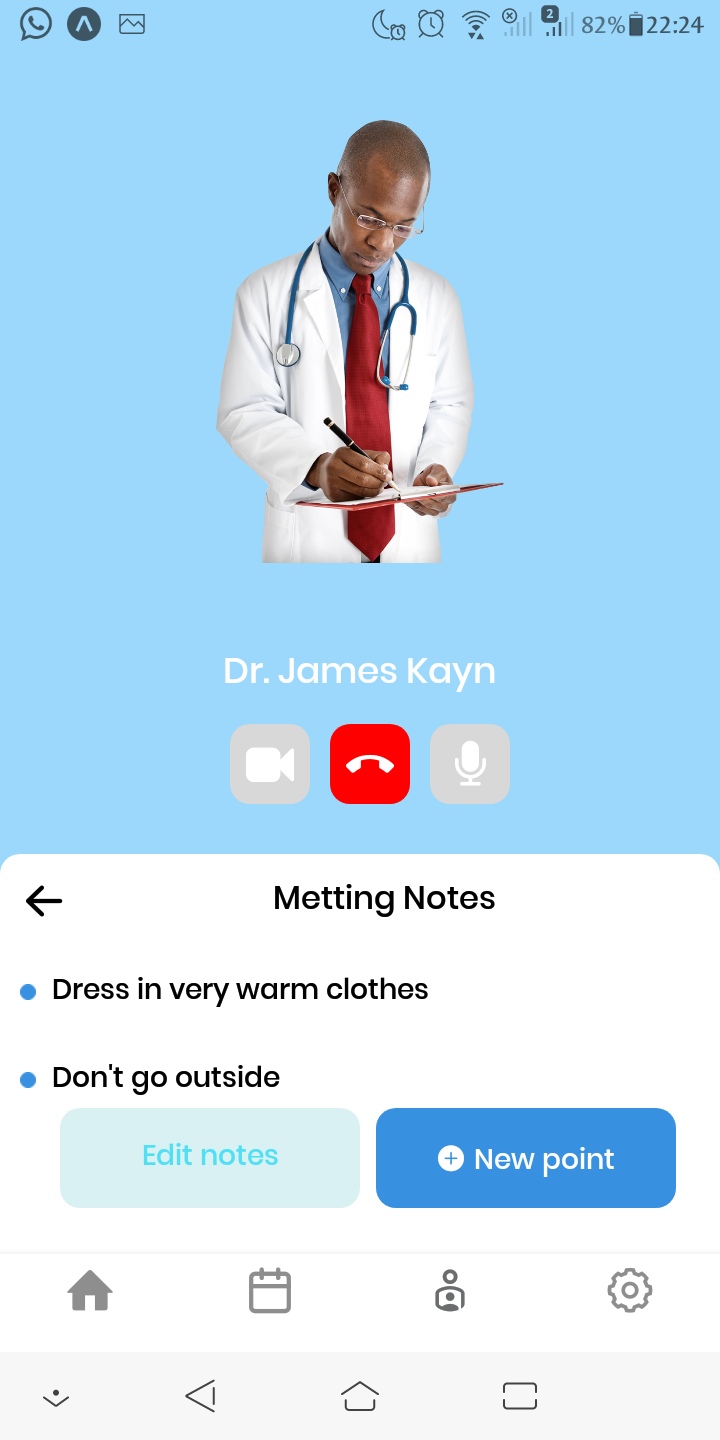 2
82% 22:24
Dr. James Kayn
Metting Notes
Dress in very warm clothes
Don't go outside
Edit notes
New point